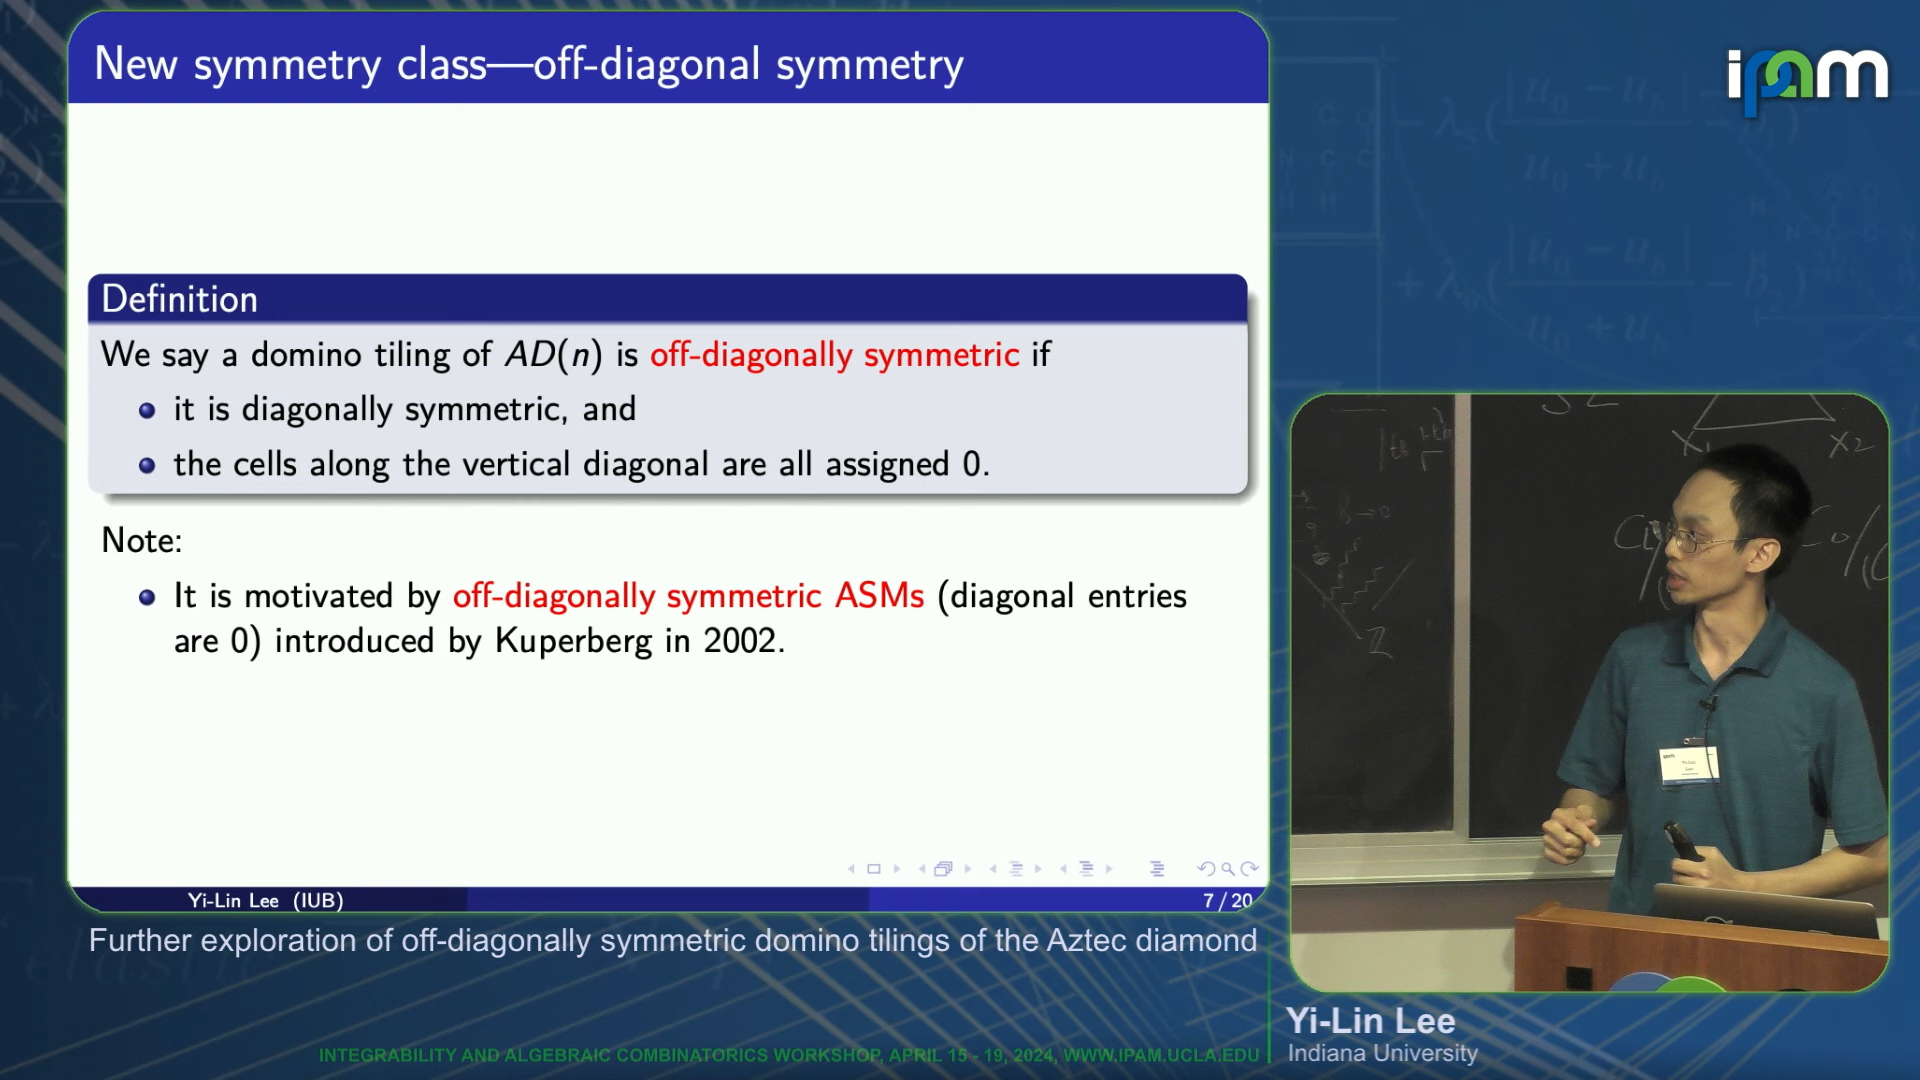 New symmetry class—off-diagonal symmetry
ipam
Definition
We say a domino tiling of AD(n) is off-diagonally symmetric if
it is diagonally symmetric, and
the cells along the vertical diagonal are all assigned 0.
Note:
It is motivated by off-diagonally symmetric ASMs (diagonal entries
are 0) introduced by Kuperberg in 2002.
Yi-Lin Lee (IUB)
7 / 20
Further exploration of off-diagonally symmetric domino tilings of the Aztec diamond
Yi-Lin Lee
Indiana University
INTEGRABILITY AND ALGEBRAIC COMBINATORICS WORKSHOP, APRIL 15 - 19, 2024, WWW.IPAM.UCLA.EDU
X2
Z